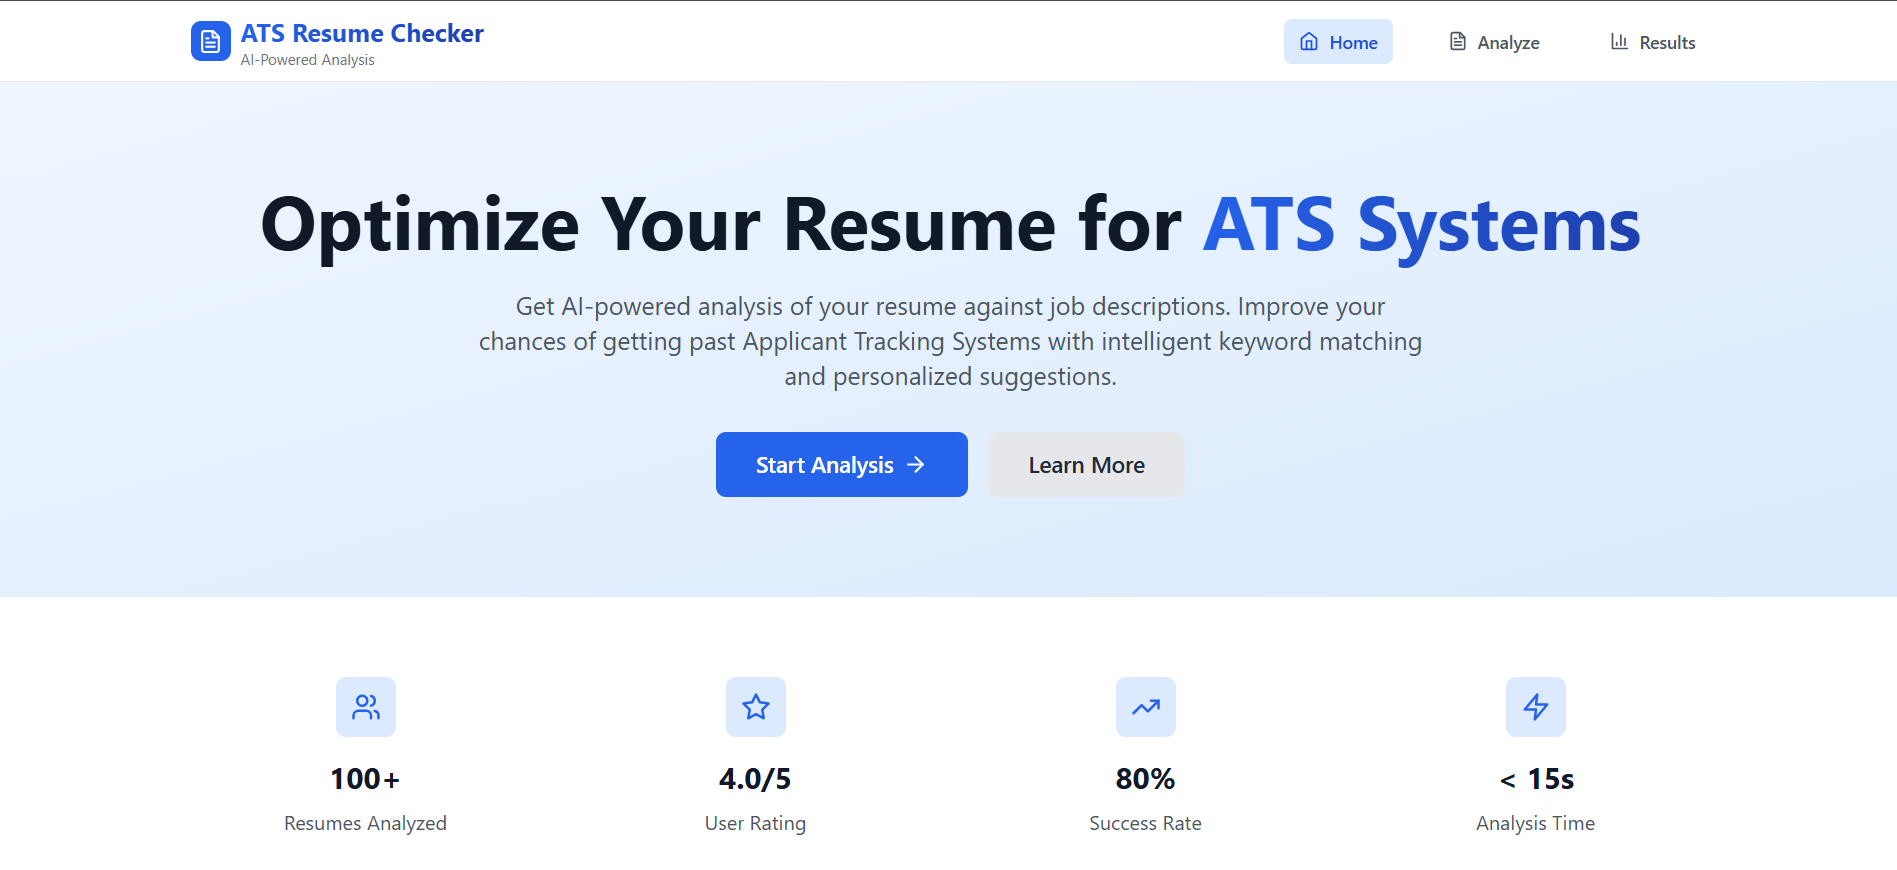 ATS Resume Checker
AI-Powered Analysis
Home
Analyze
Results
Optimize Your Resume for ATS Systems
Get AI-powered analysis of your resume against job descriptions. Improve your
chances of getting past Applicant Tracking Systems with intelligent keyword matching
and personalized suggestions.
Start Analysis →
Learn More
100+
Resumes Analyzed
4.0/5
User Rating
80%
Success Rate
< 15s
Analysis Time